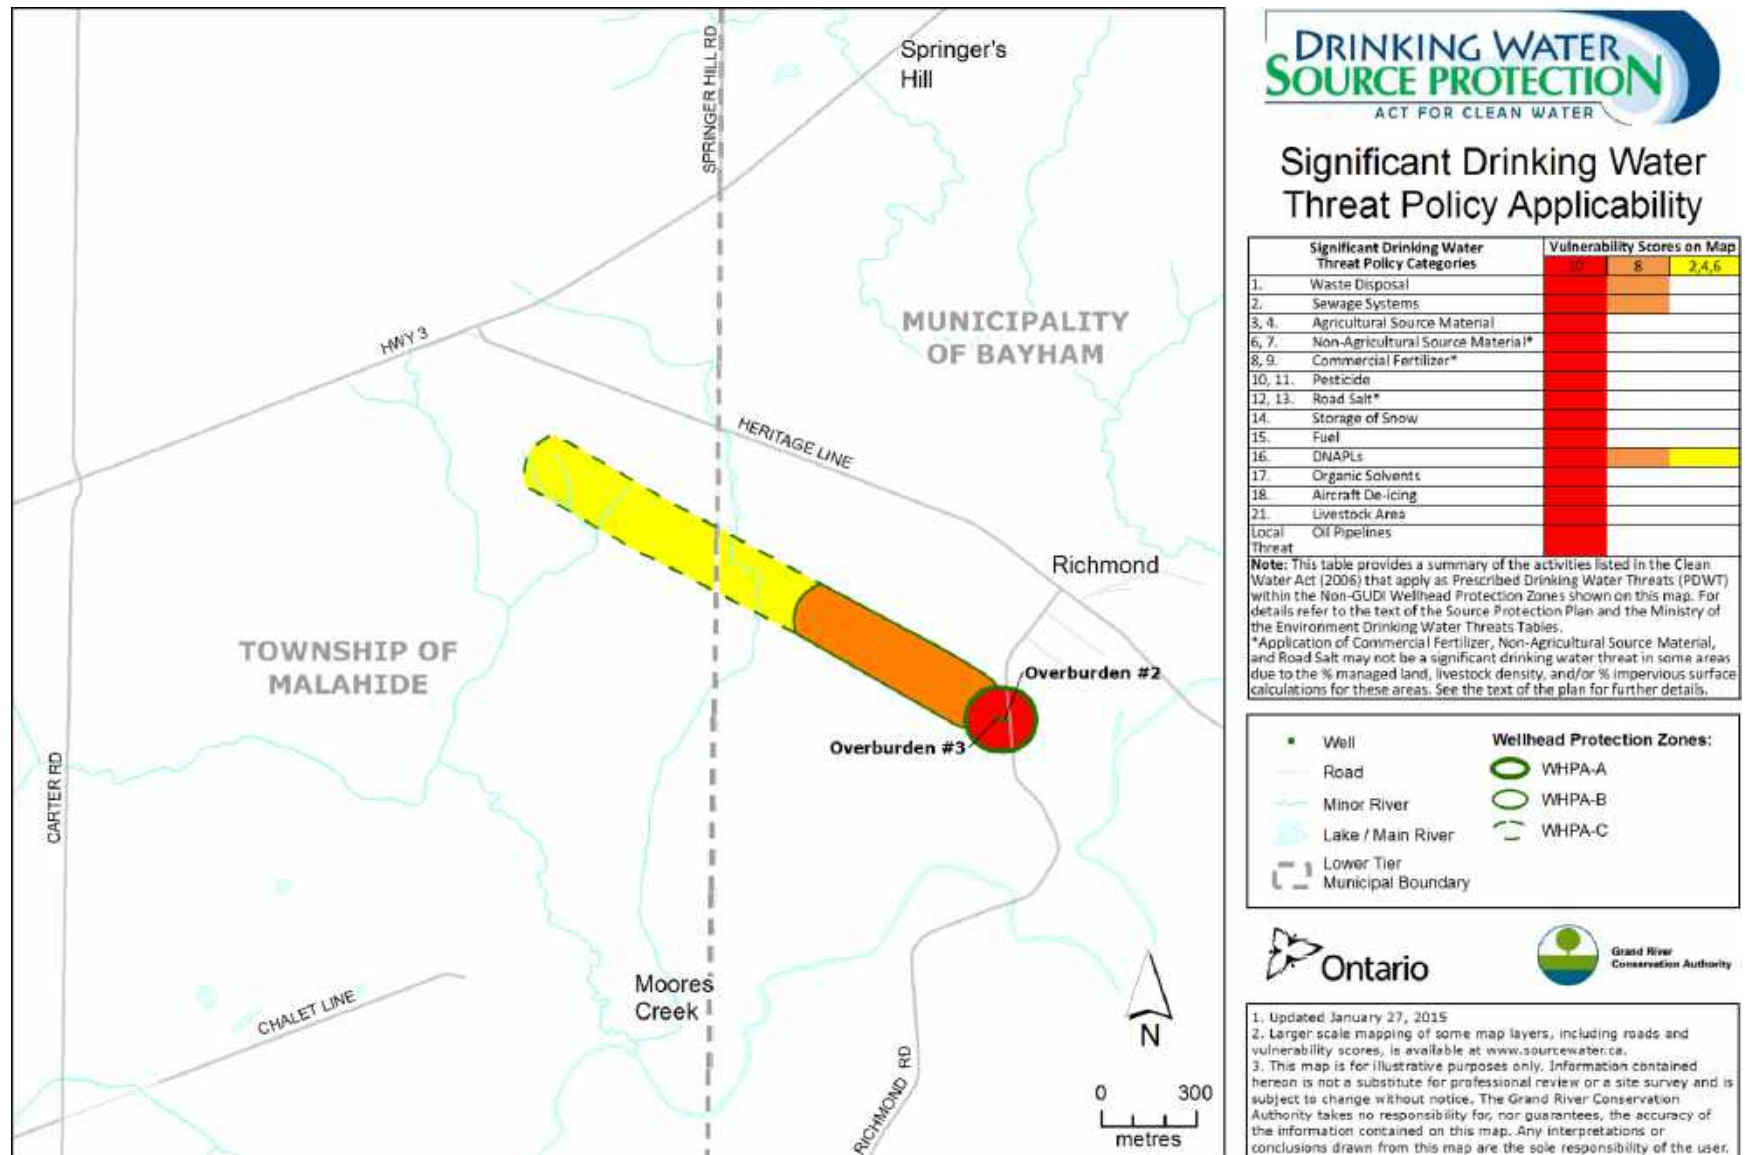 SPRINGER HILL RD
Springer's
Hill
HWY 3
MUNICIPALITY
OF BAYHAM
HERITAGE LINE
Richmond
TOWNSHIP OF
MALAHIDE
Overburden #2
Overburden #3
CARTER RD
Moores
Creek
CHALET LINE
RICHMOND RD
N
0 300
metres
DRINKING WATER
SOURCE PROTECTION
ACT FOR CLEAN WATER
Significant Drinking Water
Threat Policy Applicability
Significant Drinking Water Vulnerability Scores on Map
Threat Policy Categories 10 8 2,4,6
1. Waste Disposal
2. Sewage Systems
3, 4. Agricultural Source Material
6, 7. Non-Agricultural Source Material*
8, 9. Commercial Fertilizer*
10, 11. Pesticide
12, 13. Road Salt*
14. Storage of Snow
15. Fuel
16. DNAPLs
17. Organic Solvents
18. Aircraft De-icing
21. Livestock Area
Local Oil Pipelines
Threat
Note: This table provides a summary of the activities listed in the Clean
Water Act (2006) that apply as Prescribed Drinking Water Threats (PDWT)
within the Non-GUDI Wellhead Protection Zones shown on this map. For
details refer to the text of the Source Protection Plan and the Ministry of
the Environment Drinking Water Threats Tables.
*Application of Commercial Fertilizer, Non-Agricultural Source Material,
and Road Salt may not be a significant drinking water threat in some areas
due to the % managed land, livestock density, and/or % impervious surface
calculations for these areas. See the text of the plan for further details.
Well
Road
Minor River
Lake / Main River
Lower Tier
Municipal Boundary
Wellhead Protection Zones:
WHPA-A
WHPA-B
WHPA-C
Ontario
Grand River
Conservation Authority
1. Updated January 27, 2015
2. Larger scale mapping of some map layers, including roads and
vulnerability scores, is available at www.sourcewater.ca.
3. This map is for illustrative purposes only. Information contained
hereon is not a substitute for professional review or a site survey and is
subject to change without notice. The Grand River Conservation
Authority takes no responsibility for, nor guarantees, the accuracy of
the information contained on this map. Any interpretations or
conclusions drawn from this map are the sole responsibility of the user.